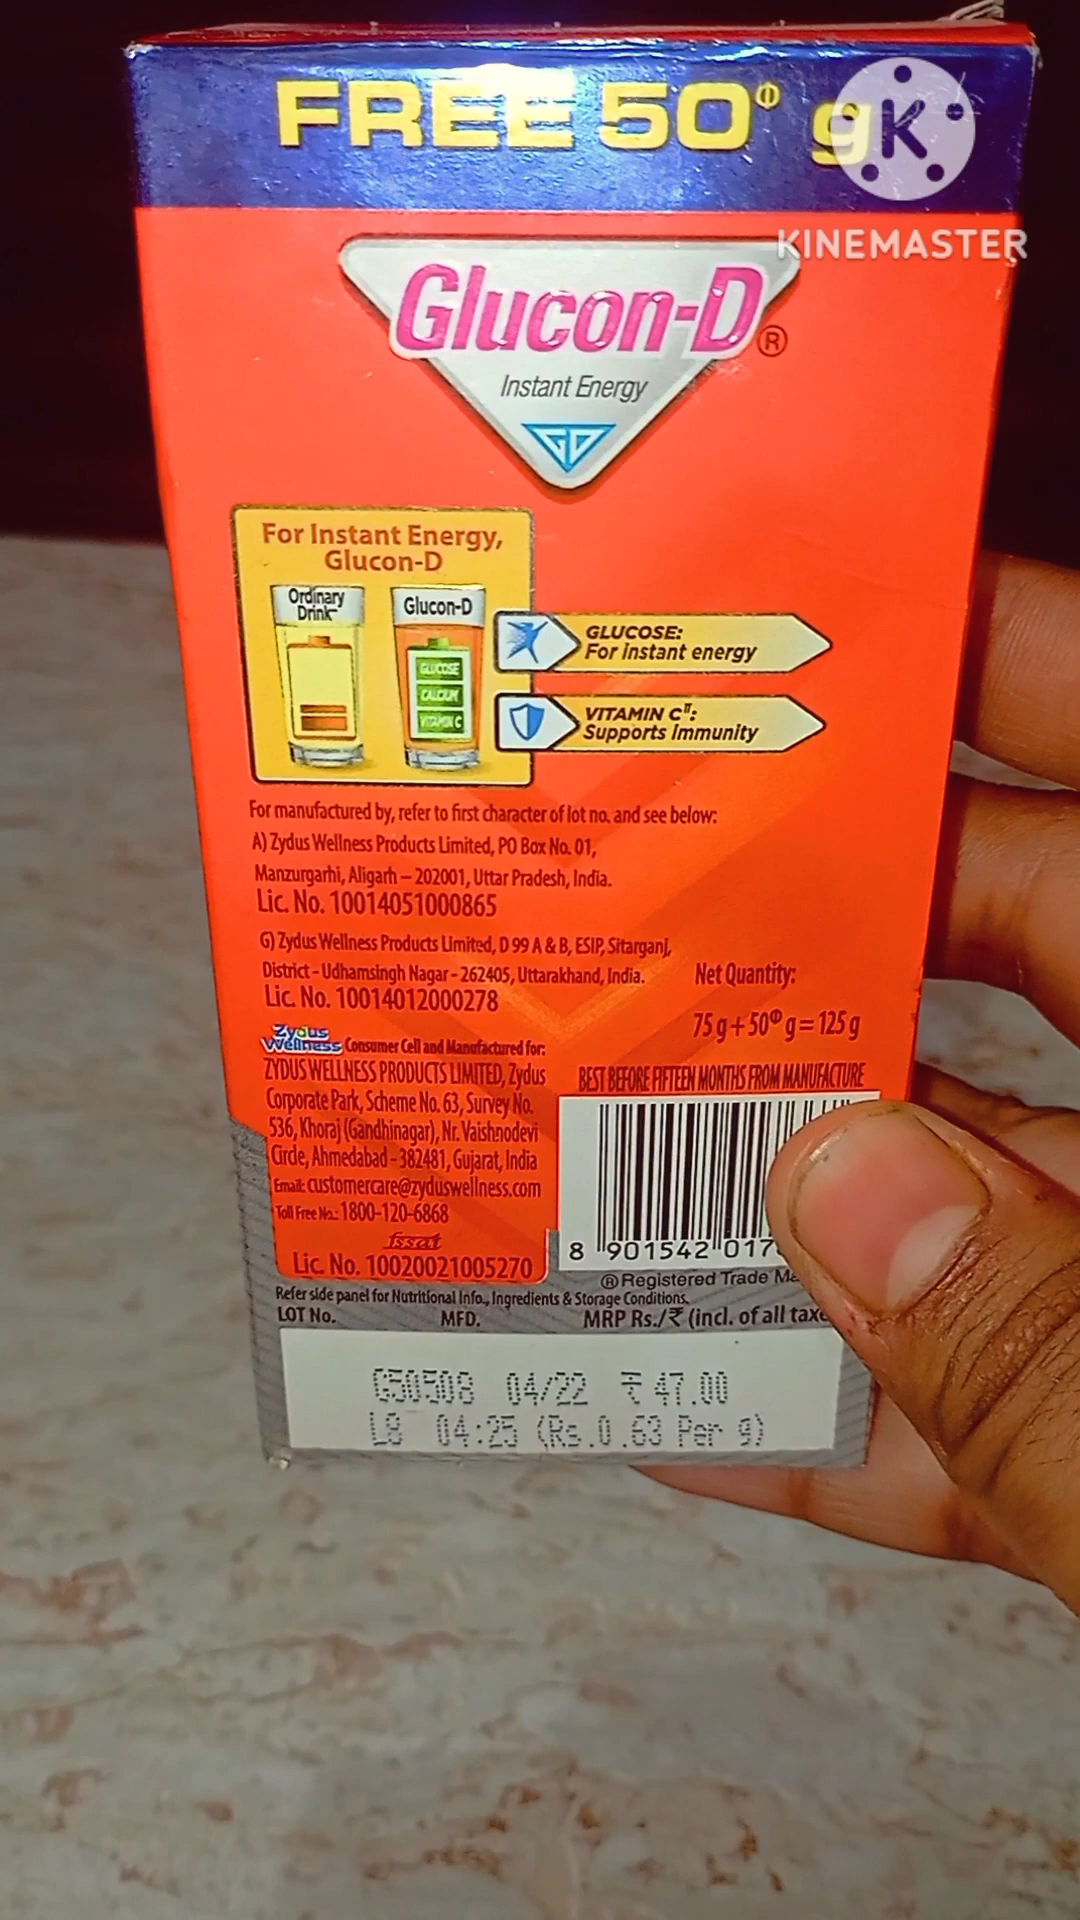 FREE 50Φ g
K
KINEMASTER
Glucon-D®
Instant Energy
GD
For Instant Energy,
Glucon-D
Ordinary
Drink
Glucon-D
GLUCOSE
CALCIUM
VITAMIN C
GLUCOSE:
For instant energy
VITAMIN C#:
Supports Immunity
For manufactured by, refer to first character of lot no. and see below:
A) Zydus Wellness Products Limited, PO Box No. 01,
Manzurgarhi, Aligarh – 202001, Uttar Pradesh, India.
Lic. No. 10014051000865
G) Zydus Wellness Products Limited, D 99 A & B, ESIP, Sitarganj,
District - Udhamsingh Nagar - 262405, Uttarakhand, India.
Lic. No. 10014012000278
Net Quantity:
75 g + 50Φ g = 125 g
Zydus
Wellness Consumer Cell and Manufactured for:
ZYDUS WELLNESS PRODUCTS LIMITED, Zydus
Corporate Park, Scheme No. 63, Survey No.
536, Khoraj (Gandhinagar), Nr. Vaishnodevi
Circle, Ahmedabad - 382481, Gujarat, India
Email: customercare@zyduswellness.com
Toll Free No.: 1800-120-6868
fssai
Lic. No. 10020021005270
BEST BEFORE FIFTEEN MONTHS FROM MANUFACTURE
8 901542 017
® Registered Trade
Refer side panel for Nutritional Info., Ingredients & Storage Conditions.
LOT No. MFD. MRP Rs./₹ (incl. of all
G50508 04/22 ₹ 47.00
L8 04:25 (Rs.0.63 Per g)